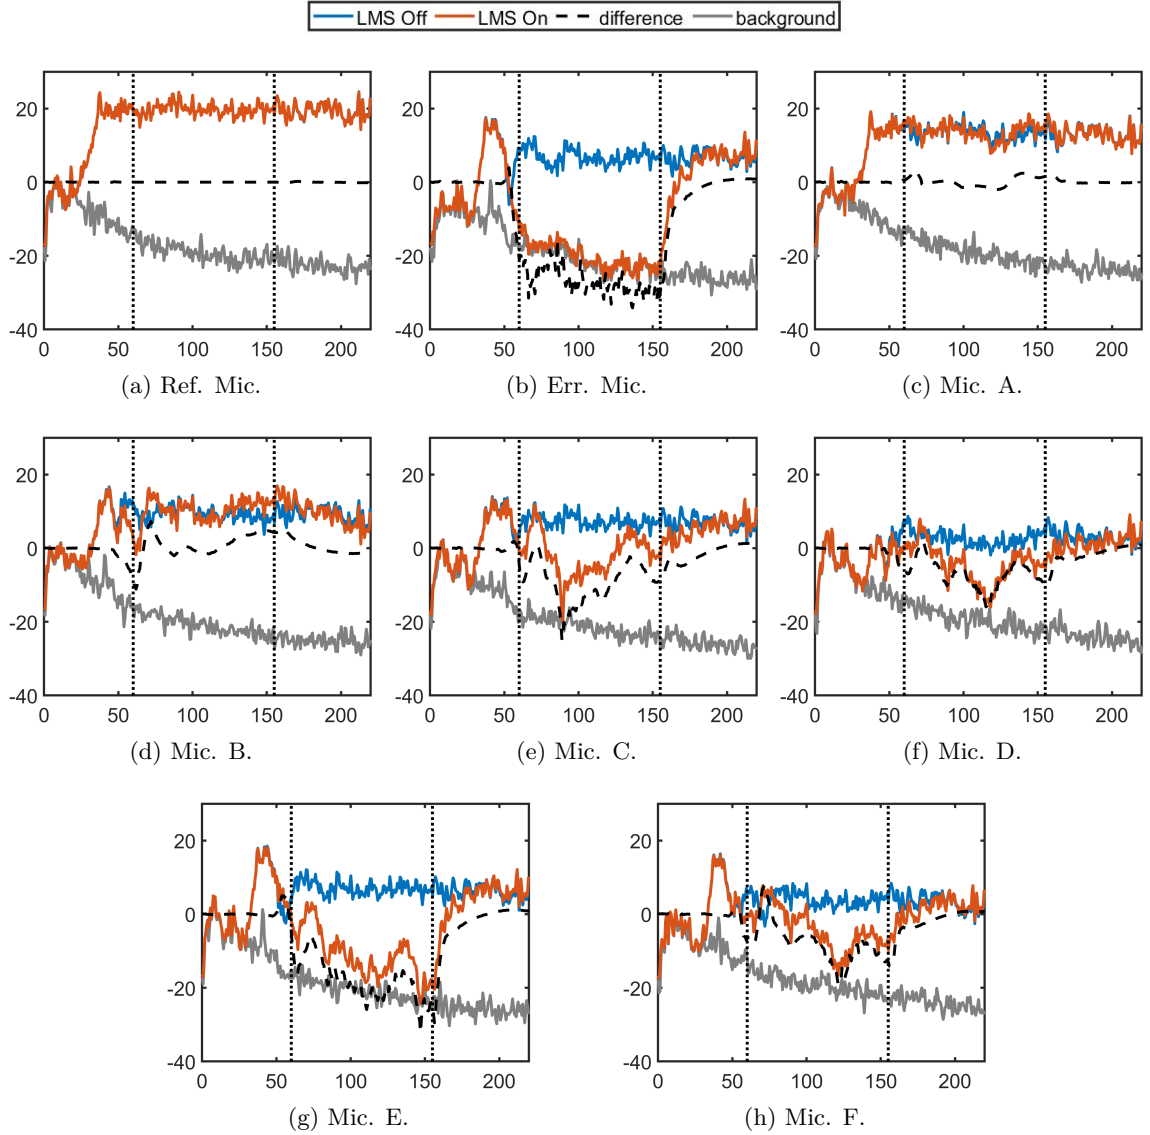 LMS Off LMS On difference background
20 20 20
0 0 0
-20 -20 -20
-40 -40 -40
0 50 100 150 200 0 50 100 150 200 0 50 100 150 200
(a) Ref. Mic. (b) Err. Mic. (c) Mic. A.
20 20 20
0 0 0
-20 -20 -20
-40 -40 -40
0 50 100 150 200 0 50 100 150 200 0 50 100 150 200
(d) Mic. B. (e) Mic. C. (f) Mic. D.
20 20
0 0
-20 -20
-40 -40
0 50 100 150 200 0 50 100 150 200
(g) Mic. E. (h) Mic. F.